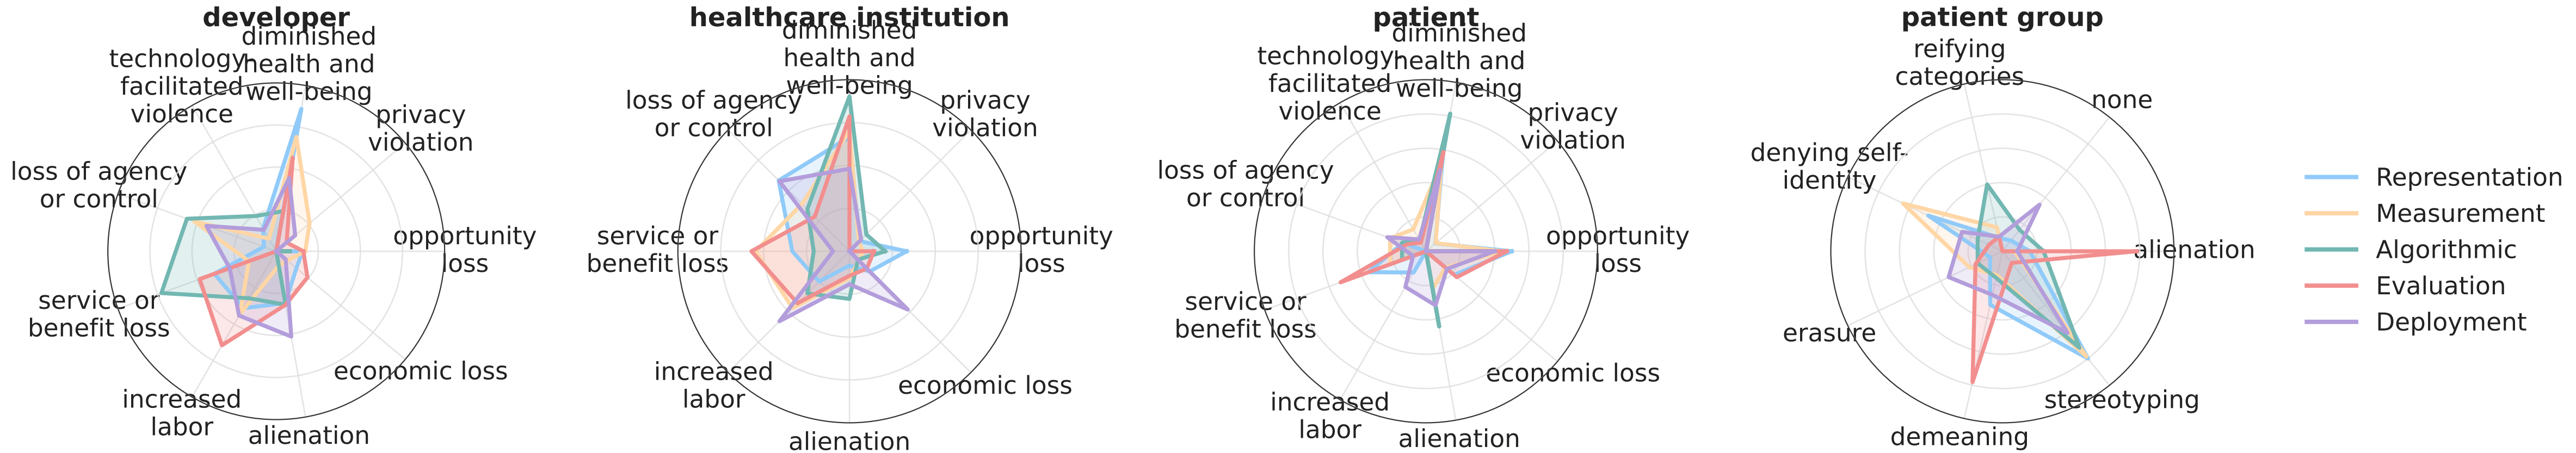 developer
diminished
health and
well-being
technology-
facilitated
violence
privacy
violation
loss of agency
or control
opportunity
loss
service or
benefit loss
economic loss
increased
labor
alienation
healthcare institution
diminished
health and
well-being
loss of agency
or control
privacy
violation
service or
benefit loss
opportunity
loss
increased
labor
economic loss
alienation
patient
diminished
health and
well-being
technology-
facilitated
violence
privacy
violation
loss of agency
or control
opportunity
loss
service or
benefit loss
economic loss
increased
labor
alienation
patient group
reifying
categories
none
denying self-
identity
alienation
erasure
stereotyping
demeaning
Representation
Measurement
Algorithmic
Evaluation
Deployment